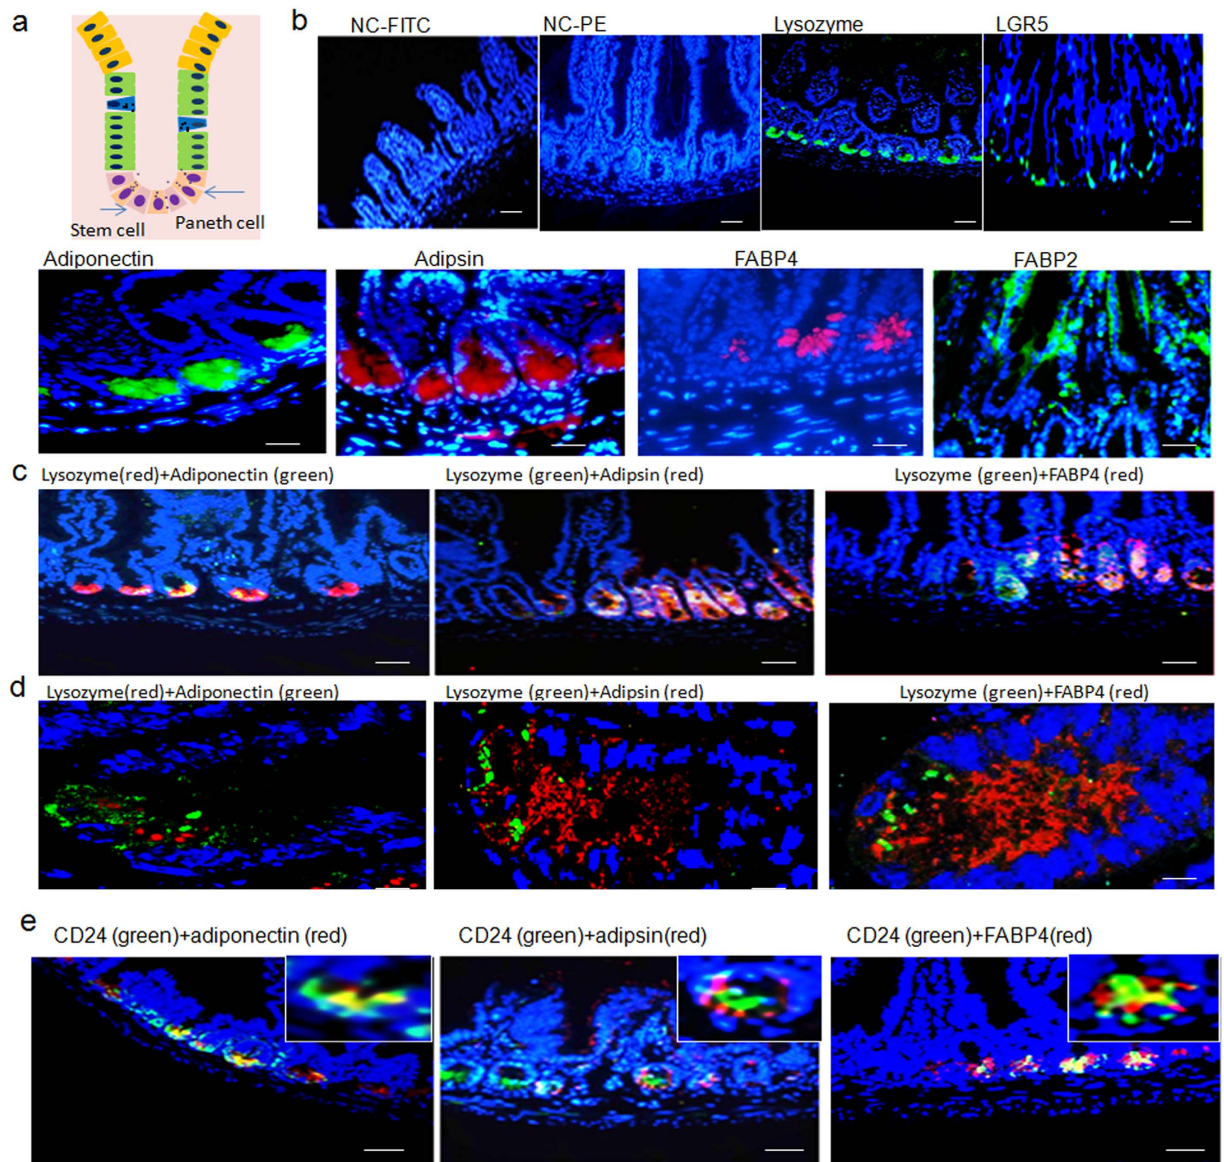 a
b
NC-FITC
NC-PE
Lysozyme
LGR5
Stem cell
Paneth cell
Adiponectin
Adipsin
FABP4
FABP2
c
Lysozyme(red)+Adiponectin (green)
Lysozyme (green)+Adipsin (red)
Lysozyme (green)+FABP4 (red)
d
Lysozyme(red)+Adiponectin (green)
Lysozyme (green)+Adipsin (red)
Lysozyme (green)+FABP4 (red)
e
CD24 (green)+adiponectin (red)
CD24 (green)+adipsin(red)
CD24 (green)+FABP4(red)